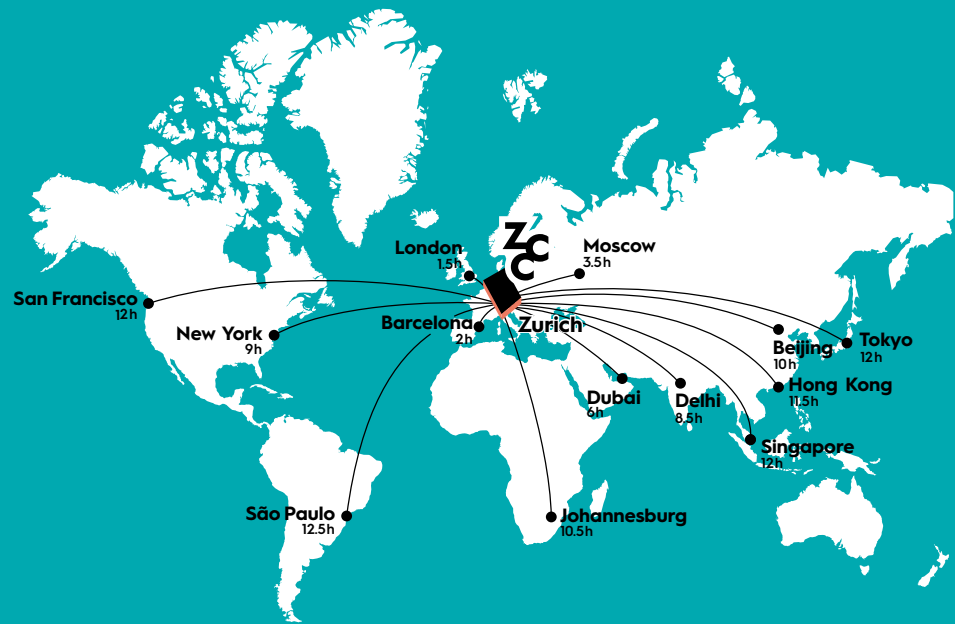 Z
C
C
London
1.5h
Moscow
3.5h
San Francisco
12h
New York
9h
Barcelona
2h
Zurich
Beijing
10h
Tokyo
12h
Dubai
6h
Delhi
8.5h
Hong Kong
11.5h
Singapore
12h
São Paulo
12.5h
Johannesburg
10.5h